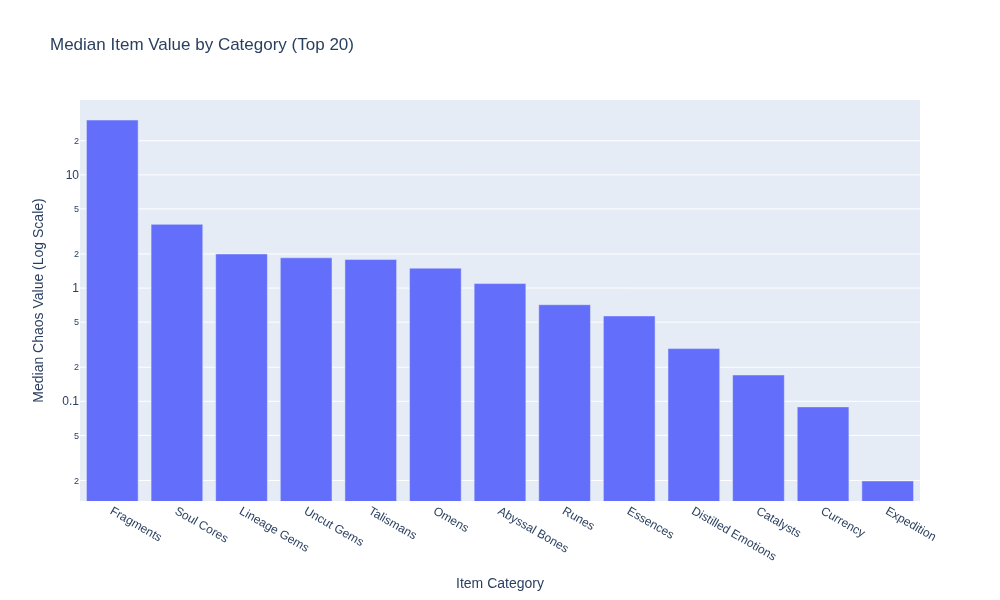 Median Item Value by Category (Top 20)
Median Chaos Value (Log Scale)
2
10
5
2
1
5
2
0.1
5
2
Fragments
Soul Cores
Lineage Gems
Uncut Gems
Talismans
Omens
Abyssal Bones
Runes
Essences
Distilled Emotions
Catalysts
Currency
Expedition
Item Category